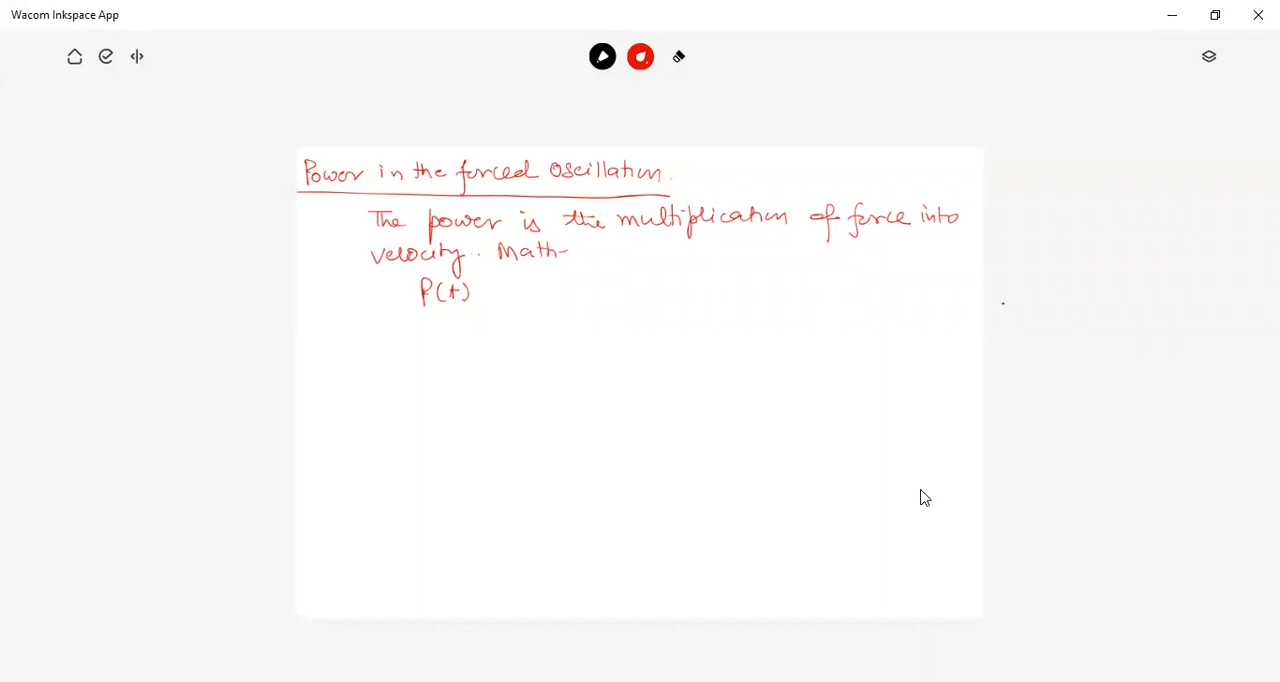 Wacom Inkspace App
Power in the forced Oscillation.
The power is the multiplication of force into
velocity.. Math-
P(t)